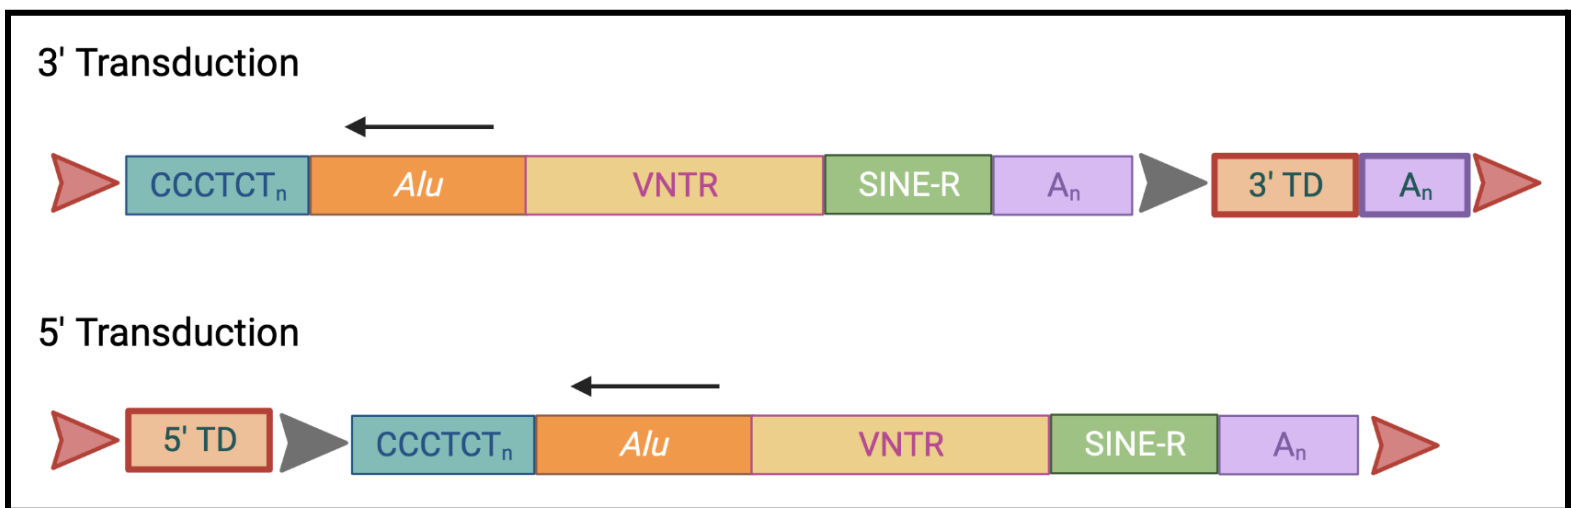 3' Transduction
CCCTCTn Alu VNTR SINE-R An 3' TD An
5' Transduction
5' TD CCCTCTn Alu VNTR SINE-R An